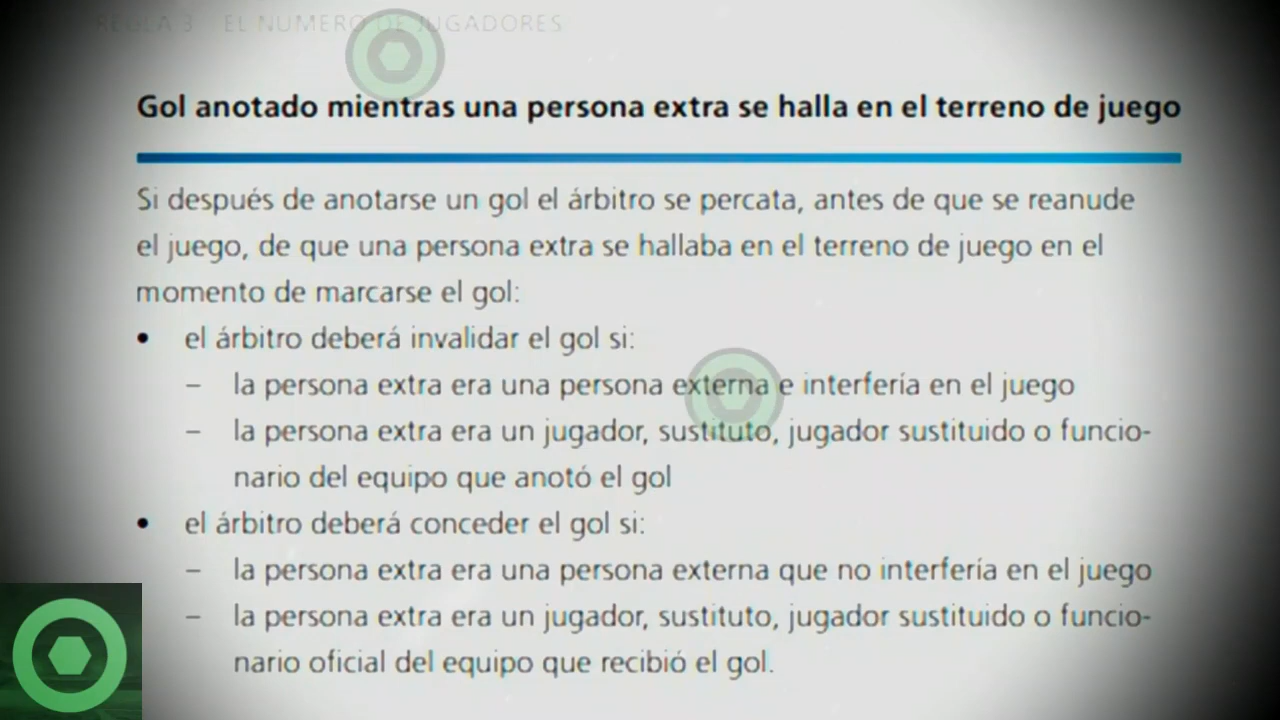 REGLA 3 EL NUMERO DE JUGADORES
Gol anotado mientras una persona extra se halla en el terreno de juego
Si después de anotarse un gol el árbitro se percata, antes de que se reanude
el juego, de que una persona extra se hallaba en el terreno de juego en el
momento de marcarse el gol:
• el árbitro deberá invalidar el gol si:
– la persona extra era una persona externa e interfería en el juego
– la persona extra era un jugador, sustituto, jugador sustituido o funcio-
nario del equipo que anotó el gol
• el árbitro deberá conceder el gol si:
– la persona extra era una persona externa que no interfería en el juego
– la persona extra era un jugador, sustituto, jugador sustituido o funcio-
nario oficial del equipo que recibió el gol.